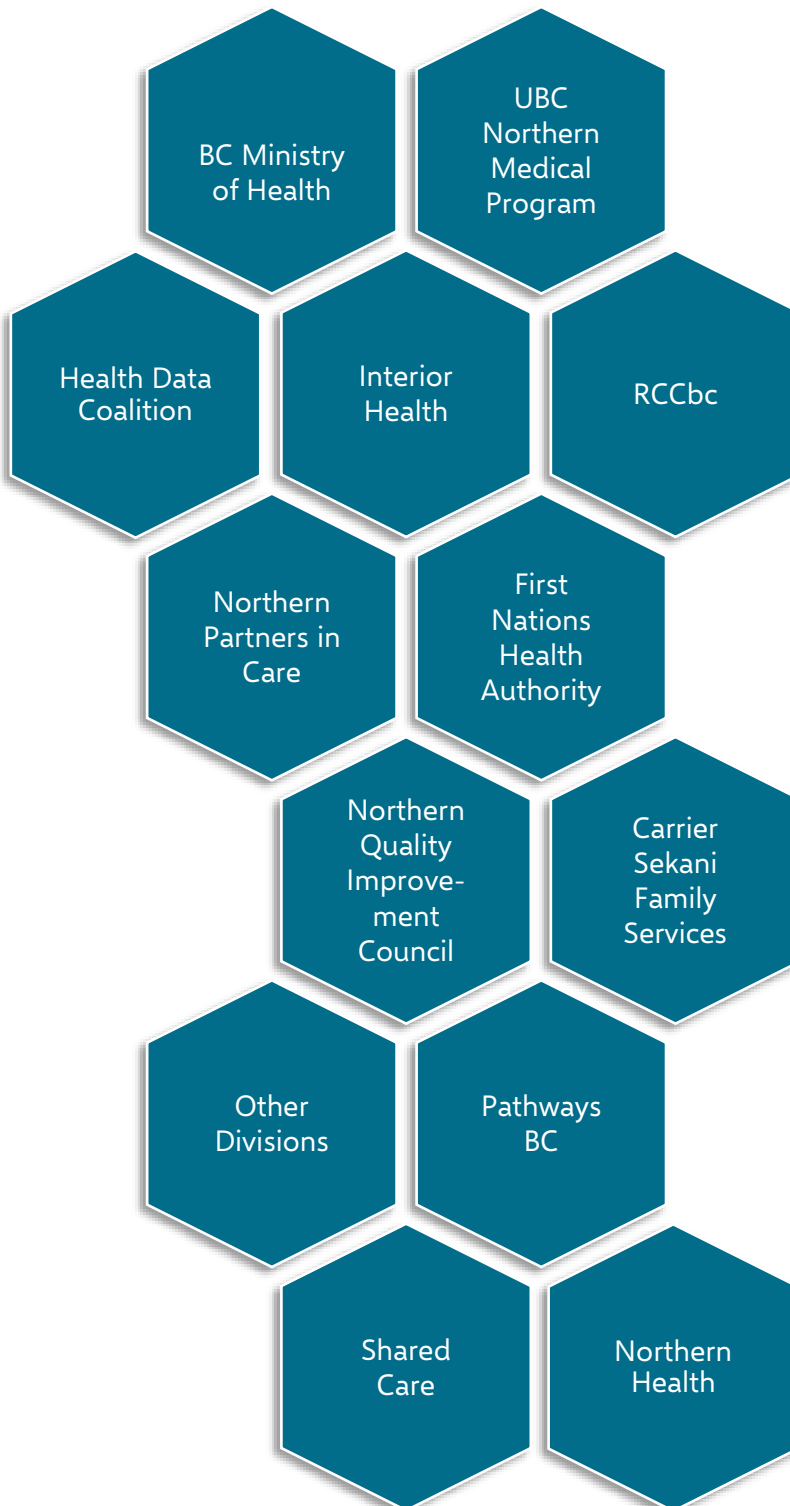 BC Ministry
of Health
UBC
Northern
Medical
Program
Health Data
Coalition
Interior
Health
RCCbc
Northern
Partners in
Care
First
Nations
Health
Authority
Northern
Quality
Improve-
ment
Council
Carrier
Sekani
Family
Services
Other
Divisions
Pathways
BC
Shared
Care
Northern
Health